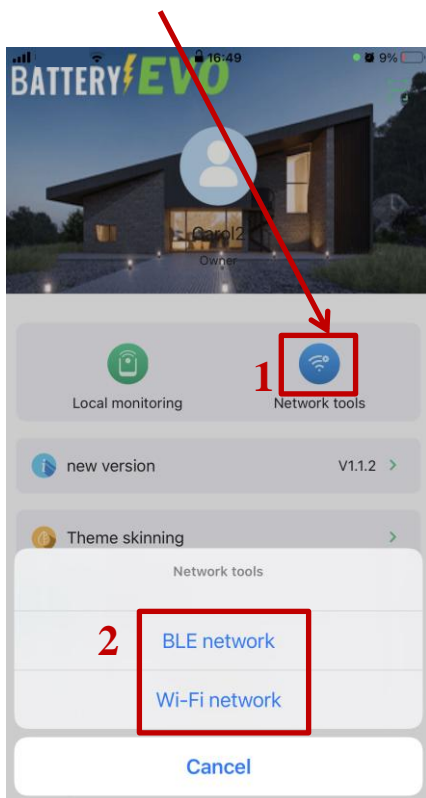 16:49
9%
BATTERY EVO
Carol2
Owner
1
Local monitoring
Network tools
new version
V1.1.2
Theme skinning
Network tools
2
BLE network
Wi-Fi network
Cancel